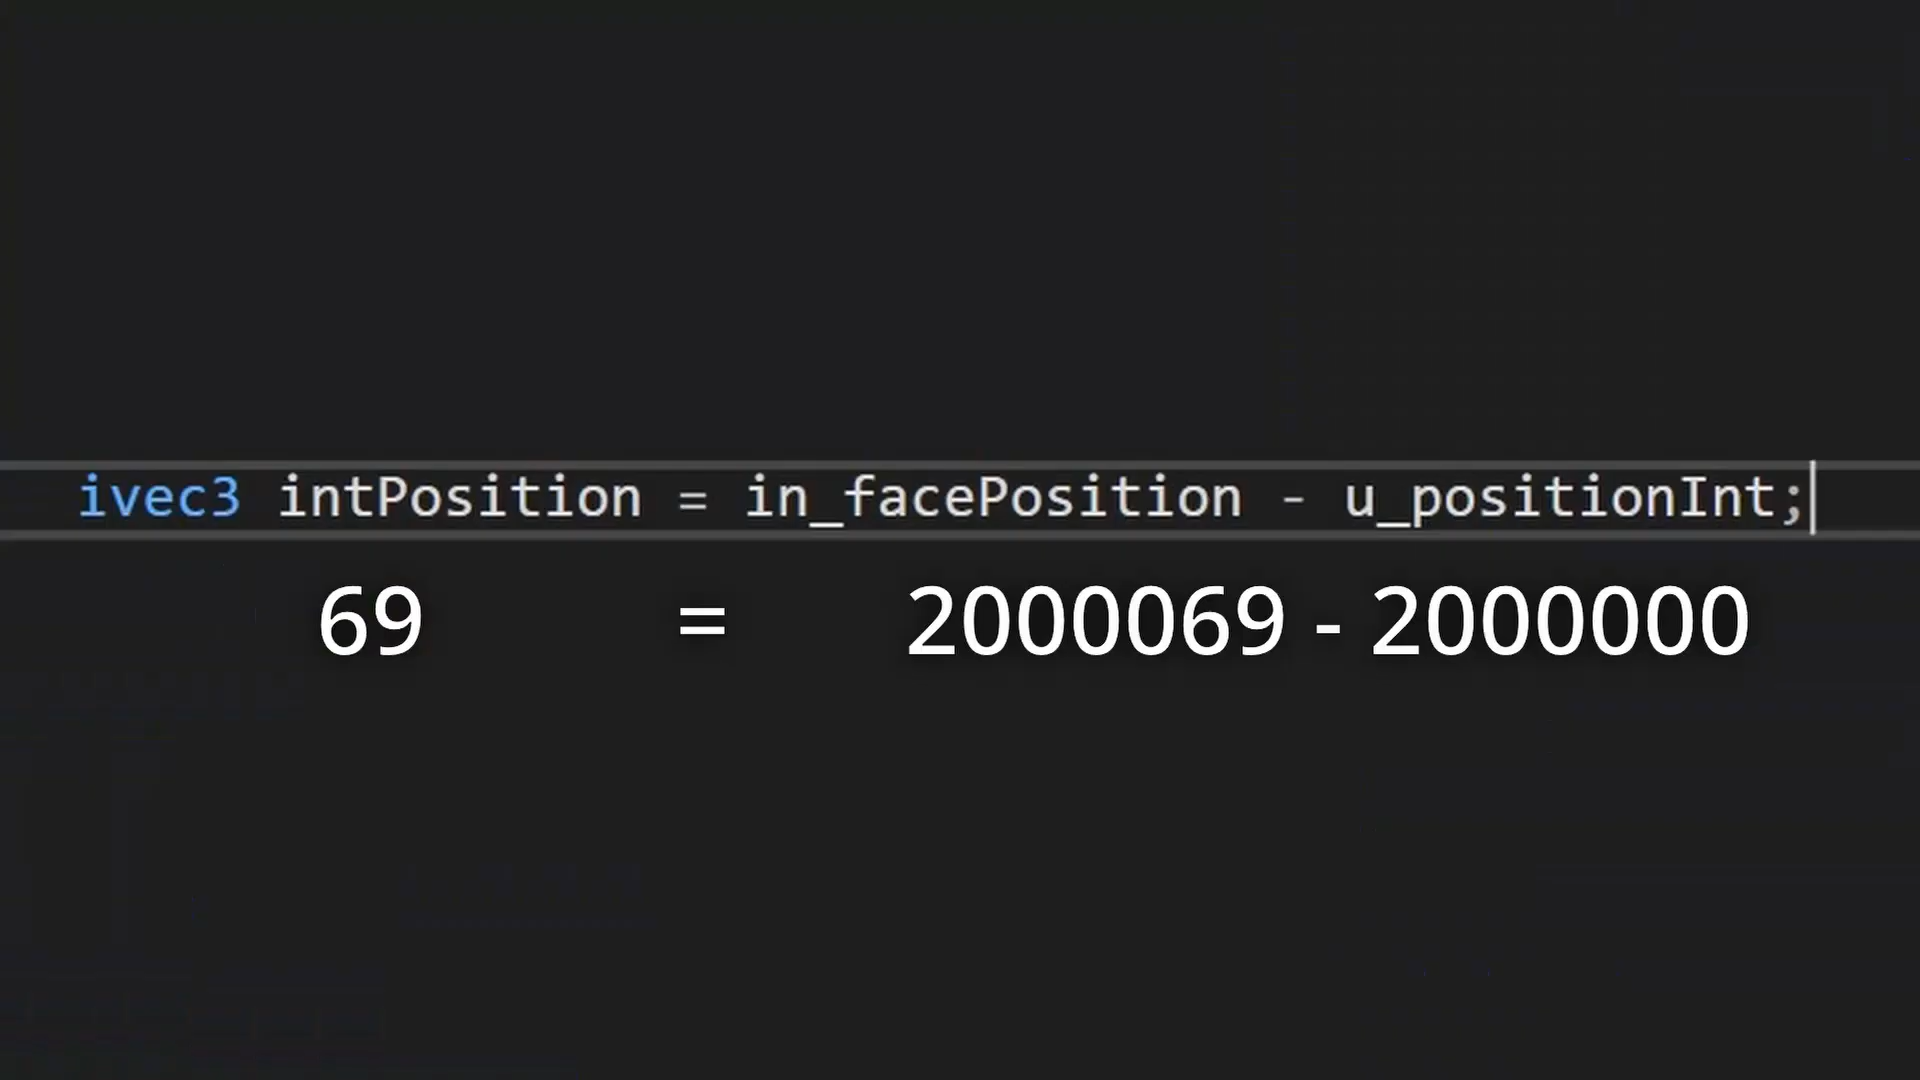 ivec3 intPosition = in_facePosition - u_positionInt;
69 = 2000069 - 2000000